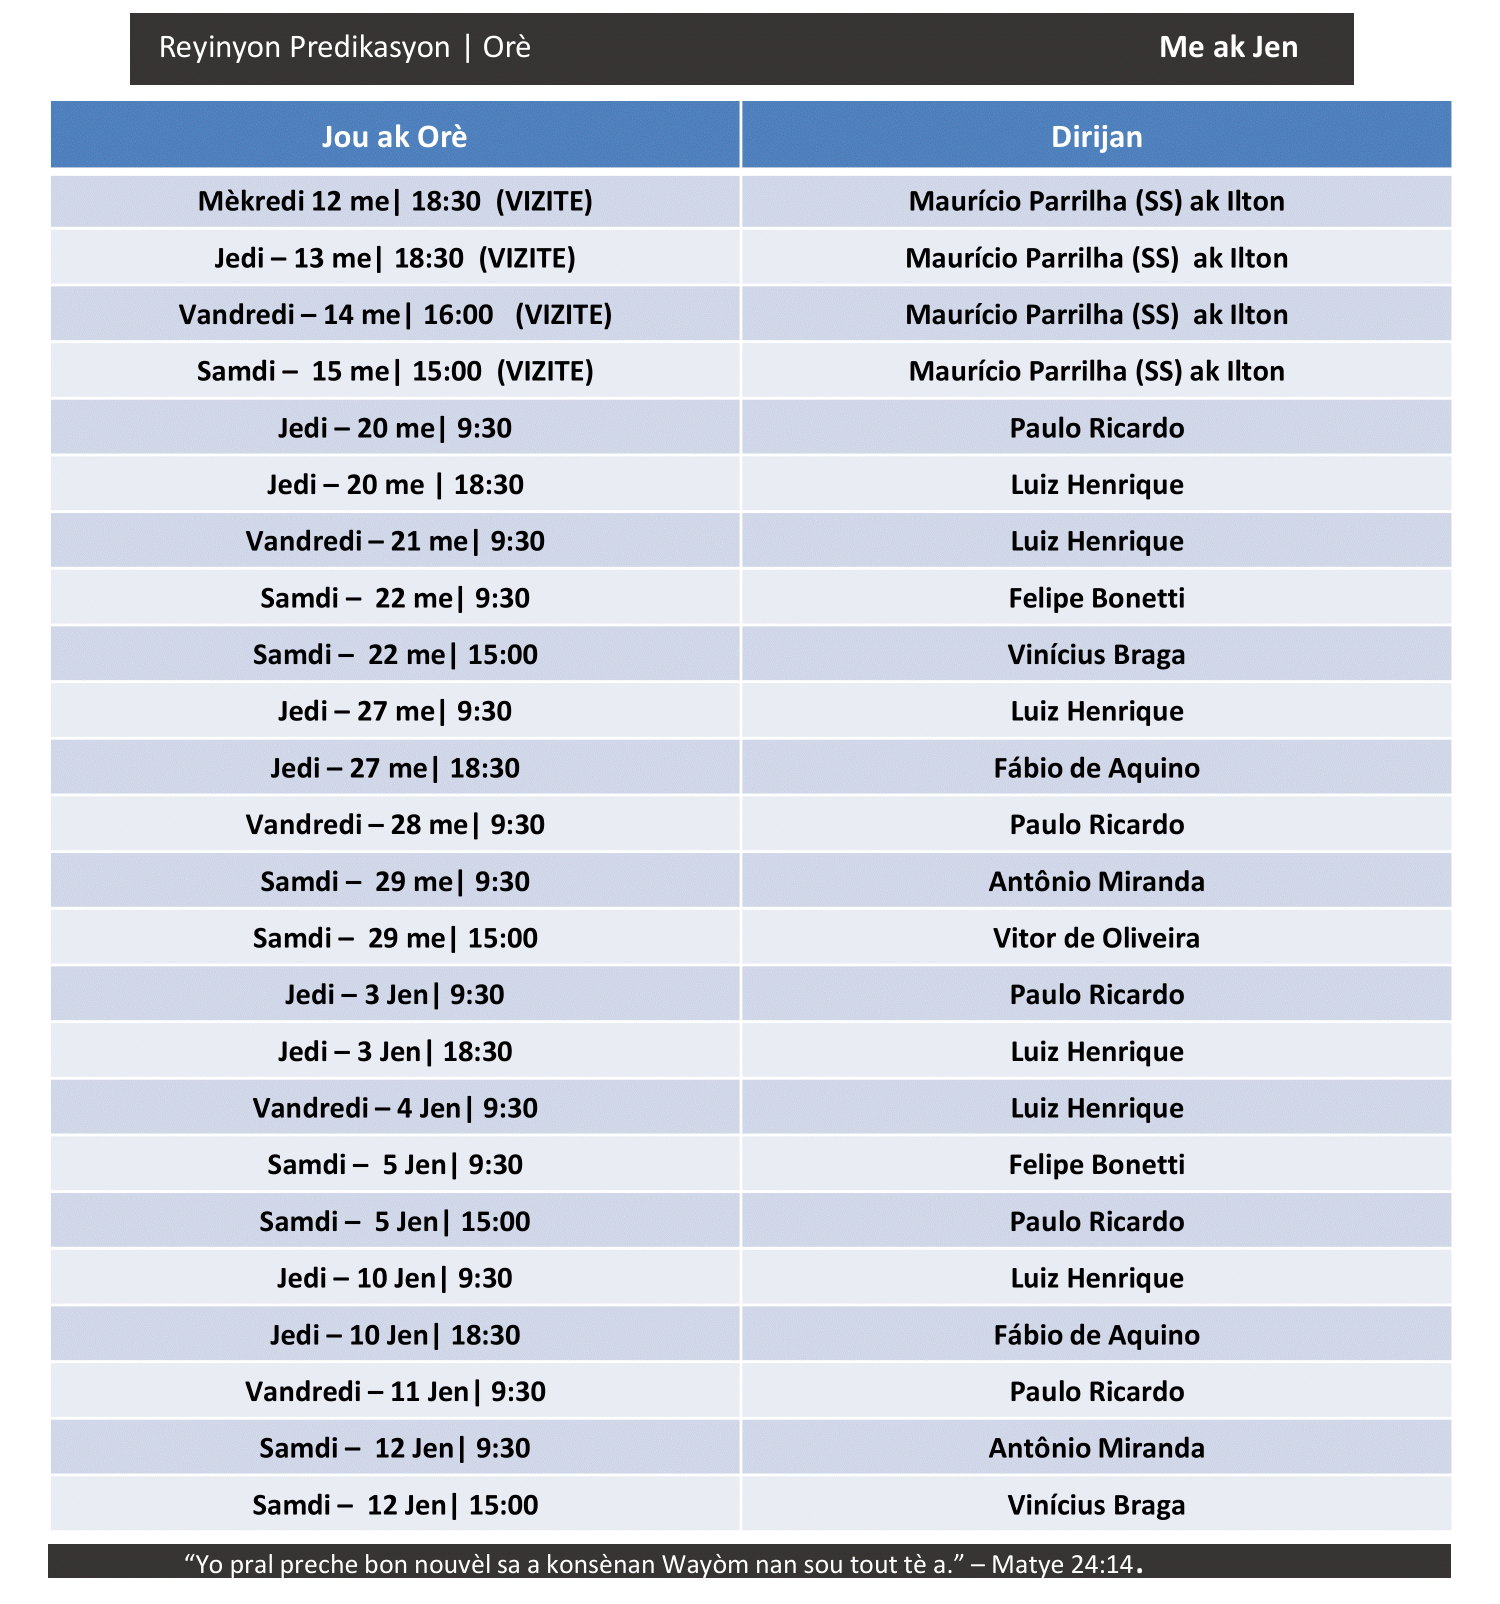 Reyinyon Predikasyon | Orè Me ak Jen
Jou ak Orè Dirijan
Mèkredi 12 me| 18:30 (VIZITE) Maurício Parrilha (SS) ak Ilton
Jedi – 13 me| 18:30 (VIZITE) Maurício Parrilha (SS) ak Ilton
Vandredi – 14 me| 16:00 (VIZITE) Maurício Parrilha (SS) ak Ilton
Samdi – 15 me| 15:00 (VIZITE) Maurício Parrilha (SS) ak Ilton
Jedi – 20 me| 9:30 Paulo Ricardo
Jedi – 20 me | 18:30 Luiz Henrique
Vandredi – 21 me| 9:30 Luiz Henrique
Samdi – 22 me| 9:30 Felipe Bonetti
Samdi – 22 me| 15:00 Vinícius Braga
Jedi – 27 me| 9:30 Luiz Henrique
Jedi – 27 me| 18:30 Fábio de Aquino
Vandredi – 28 me| 9:30 Paulo Ricardo
Samdi – 29 me| 9:30 Antônio Miranda
Samdi – 29 me| 15:00 Vitor de Oliveira
Jedi – 3 Jen| 9:30 Paulo Ricardo
Jedi – 3 Jen| 18:30 Luiz Henrique
Vandredi – 4 Jen| 9:30 Luiz Henrique
Samdi – 5 Jen| 9:30 Felipe Bonetti
Samdi – 5 Jen| 15:00 Paulo Ricardo
Jedi – 10 Jen| 9:30 Luiz Henrique
Jedi – 10 Jen| 18:30 Fábio de Aquino
Vandredi – 11 Jen| 9:30 Paulo Ricardo
Samdi – 12 Jen| 9:30 Antônio Miranda
Samdi – 12 Jen| 15:00 Vinícius Braga
“Yo pral preche bon nouvèl sa a konsènan Wayòm nan sou tout tè a.” – Matye 24:14.